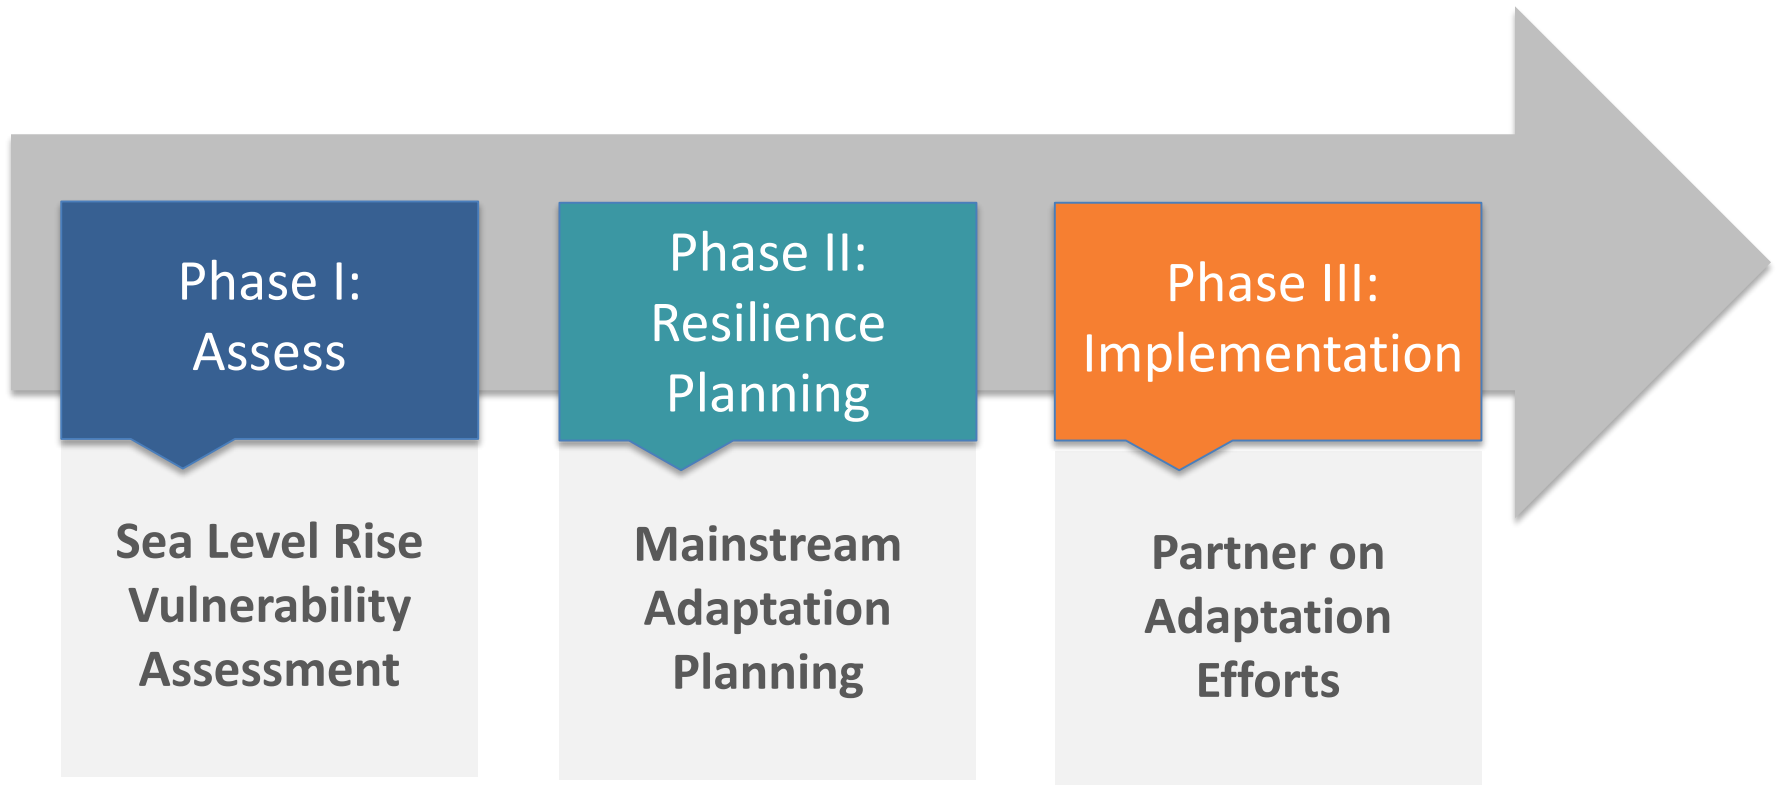 Phase I:
Assess
Sea Level Rise
Vulnerability
Assessment
Phase II:
Resilience
Planning
Mainstream
Adaptation
Planning
Phase III:
Implementation
Partner on
Adaptation
Efforts